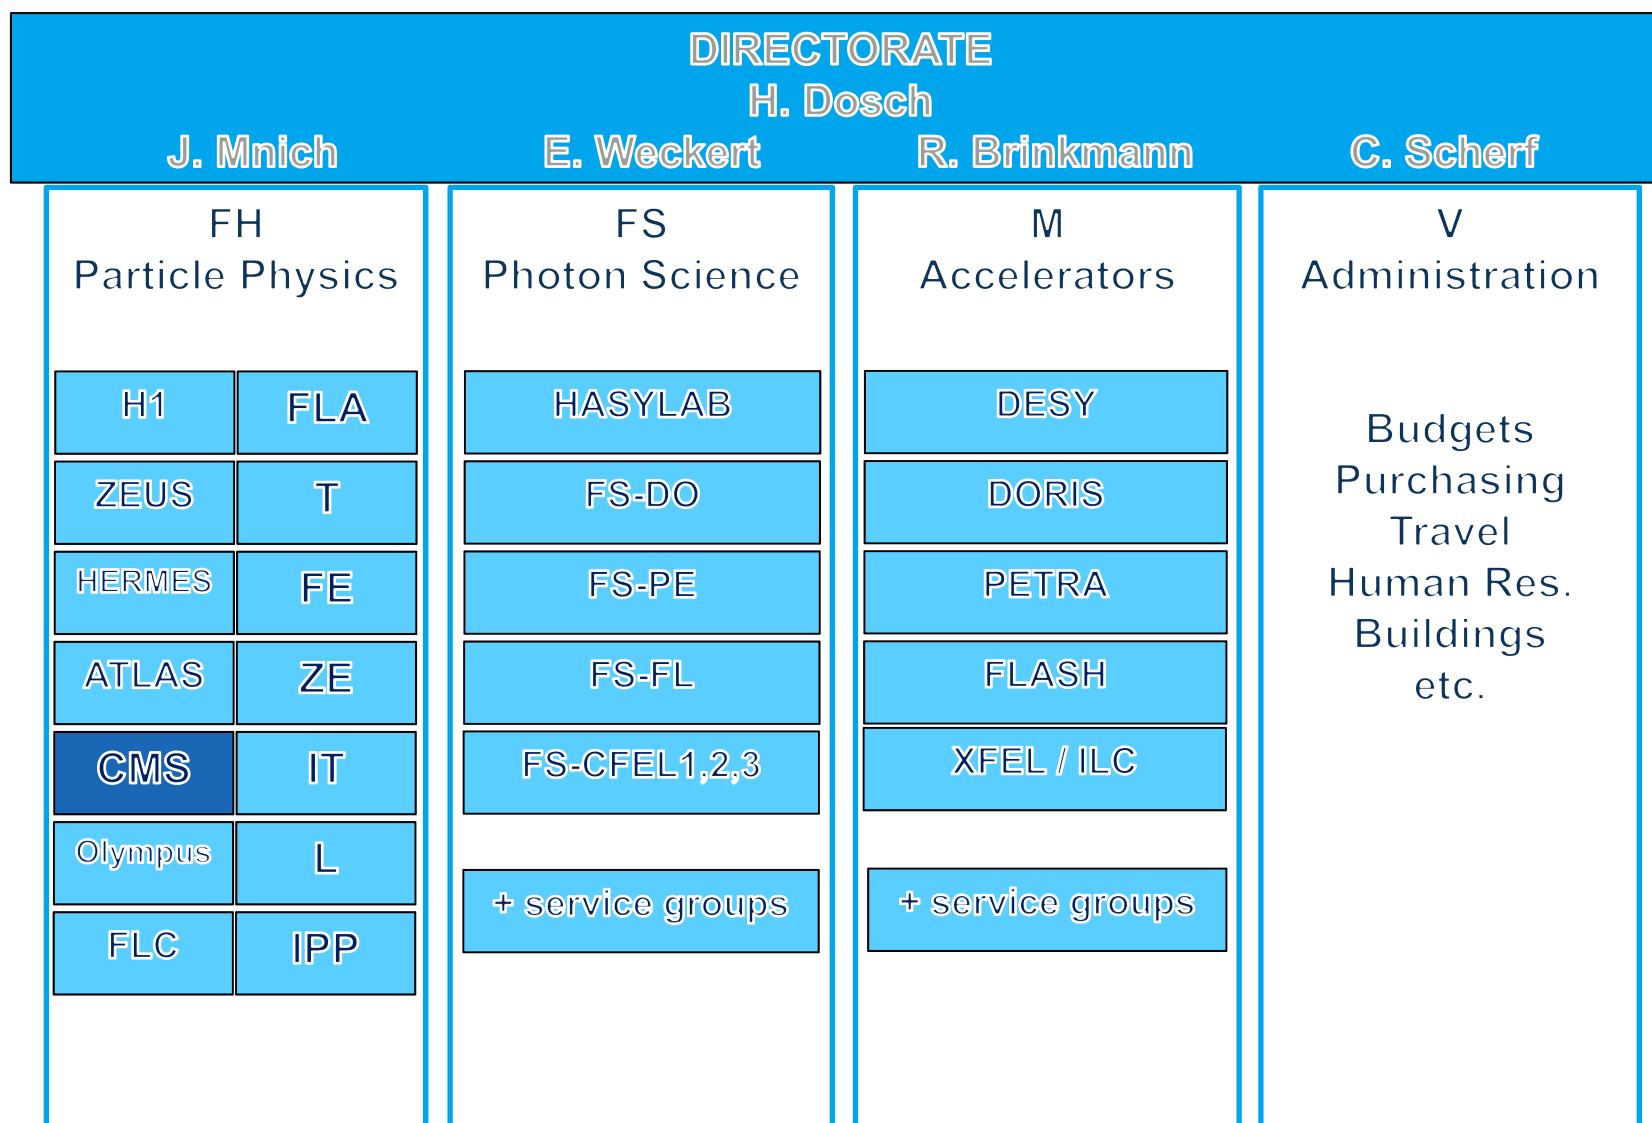 DIRECTORATE
H. Dosch
J. Mnich E. Weckert R. Brinkmann C. Scherf
FH
Particle Physics
H1 FLA
ZEUS T
HERMES FE
ATLAS ZE
CMS IT
Olympus L
FLC IPP
FS
Photon Science
HASYLAB
FS-DO
FS-PE
FS-FL
FS-CFEL1,2,3
+ service groups
M
Accelerators
DESY
DORIS
PETRA
FLASH
XFEL / ILC
+ service groups
V
Administration
Budgets
Purchasing
Travel
Human Res.
Buildings
etc.